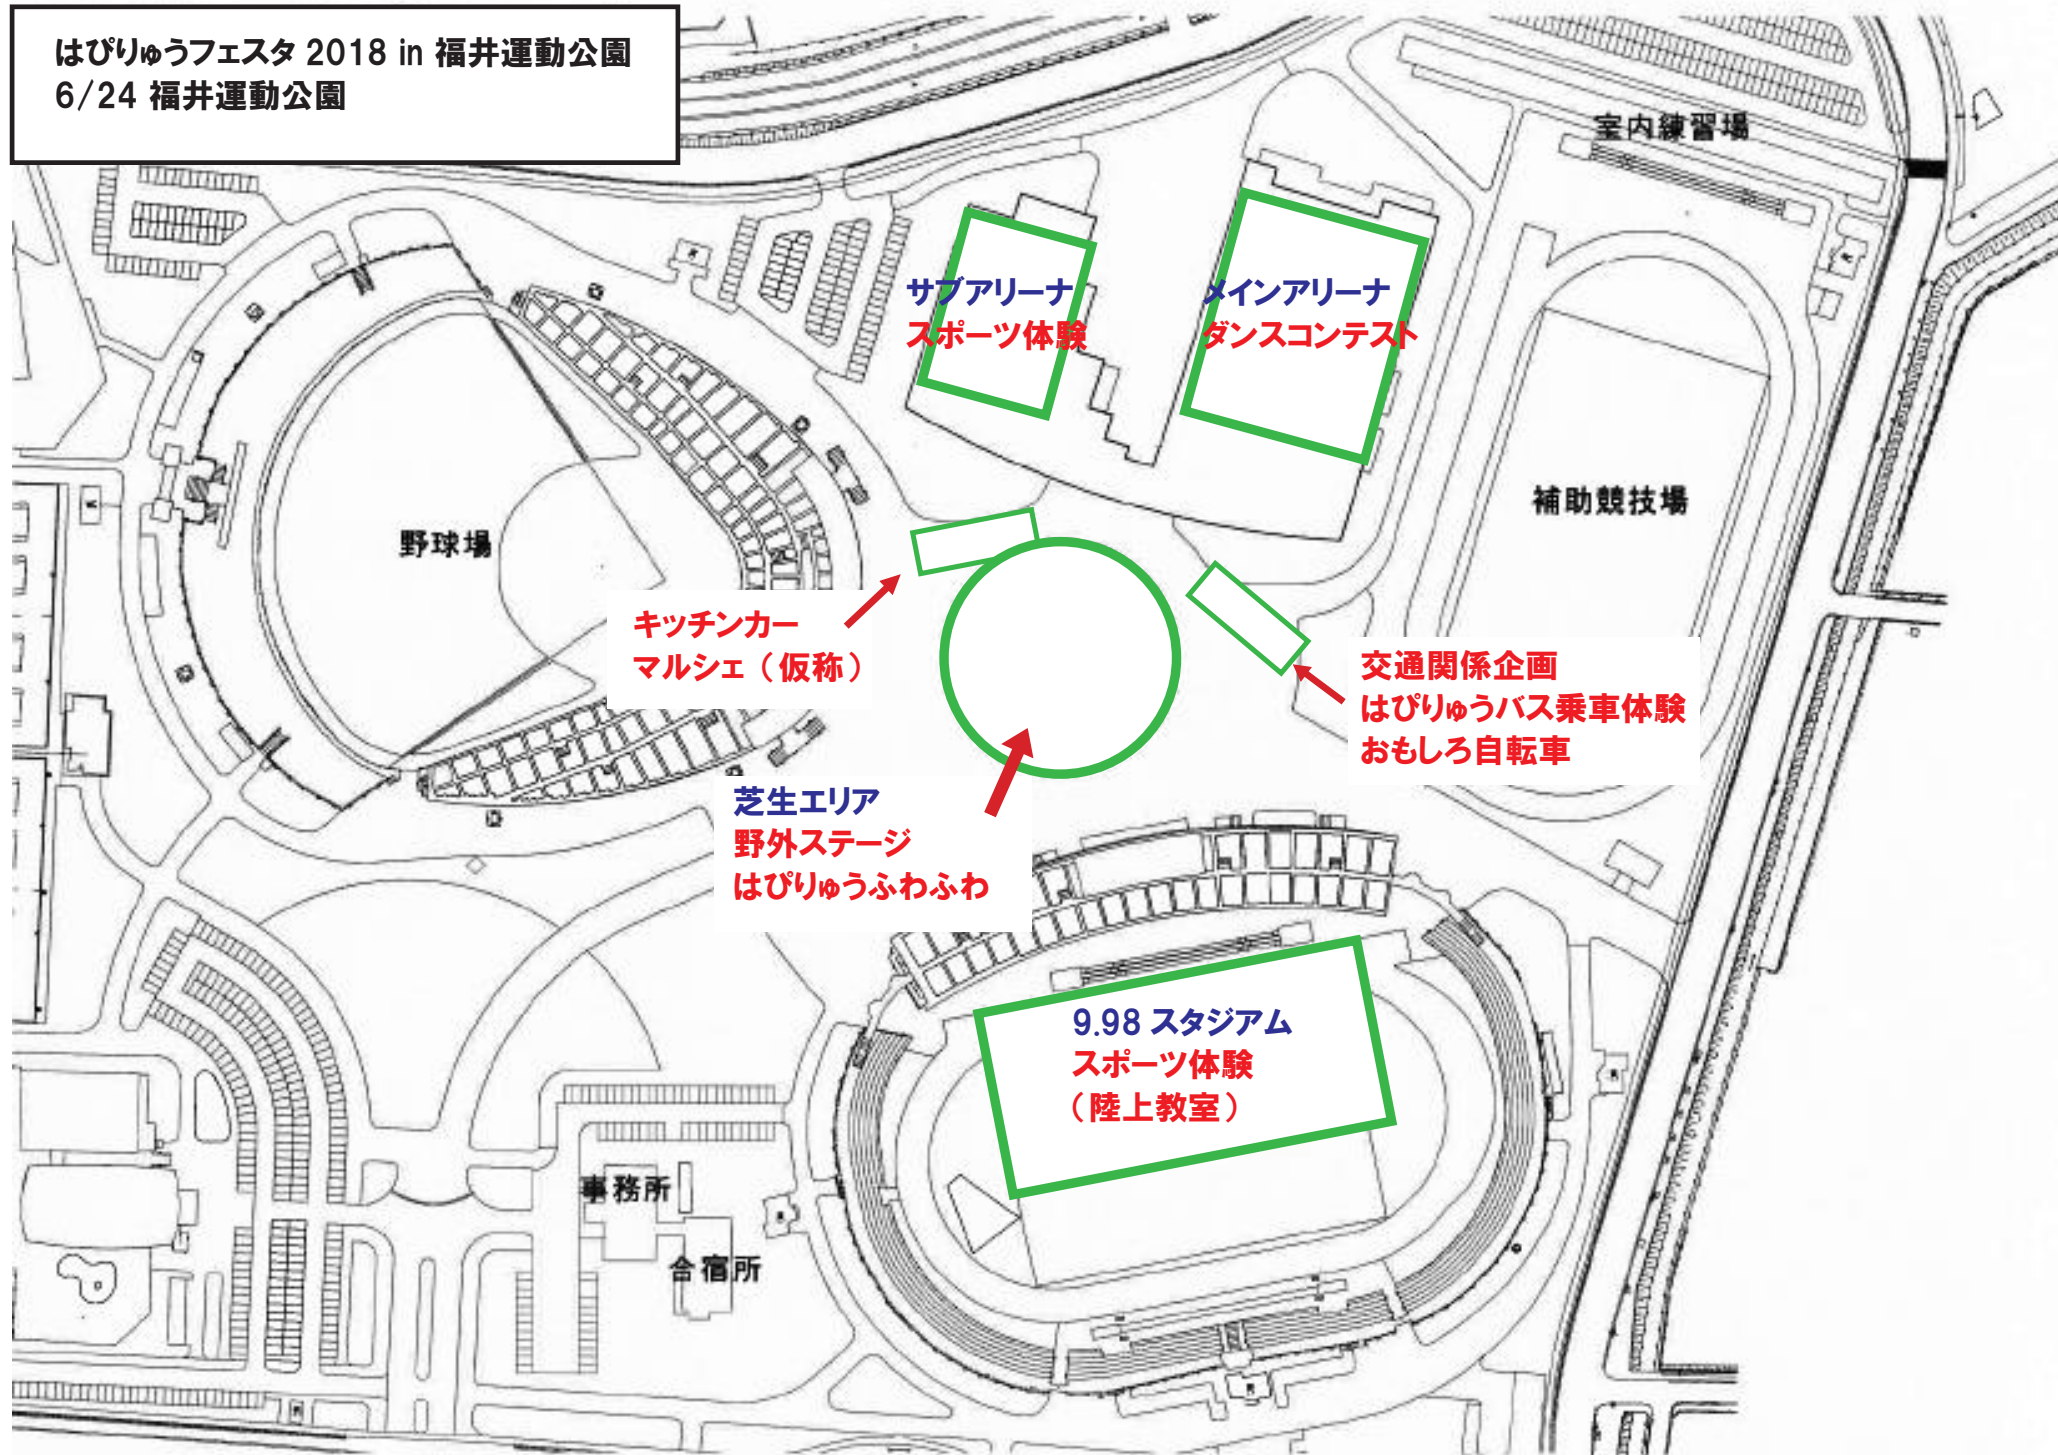 はぴりゅうフェスタ 2018 in 福井運動公園
6/24 福井運動公園
室内練習場
サブアリーナ
スポーツ体験
メインアリーナ
ダンスコンテスト
補助競技場
野球場
キッチンカー
マルシェ（仮称）
交通関係企画
はぴりゅうバス乗車体験
おもしろ自転車
芝生エリア
野外ステージ
はぴりゅうふわふわ
9.98 スタジアム
スポーツ体験
（陸上教室）
事務所
合宿所